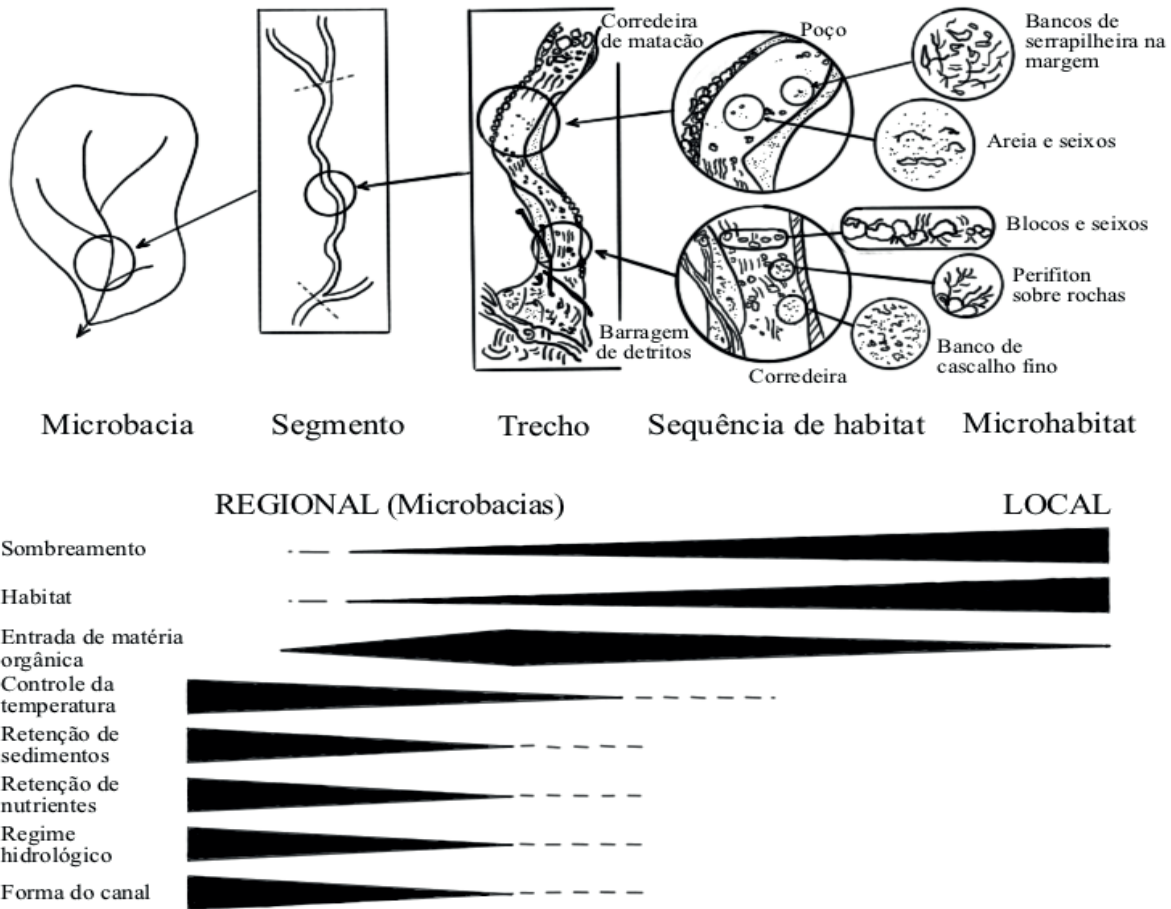 Corredeira
de matacão
Poço
Bancos de
serrapilheira na
margem
Areia e seixos
Blocos e seixos
Perifiton
sobre rochas
Banco de
cascalho fino
Barragem
de detritos
Corredeira
Microbacia
Segmento
Trecho
Sequência de habitat
Microhabitat
REGIONAL (Microbacias)
LOCAL
Sombreamento
Habitat
Entrada de matéria
orgânica
Controle da
temperatura
Retenção de
sedimentos
Retenção de
nutrientes
Regime
hidrológico
Forma do canal